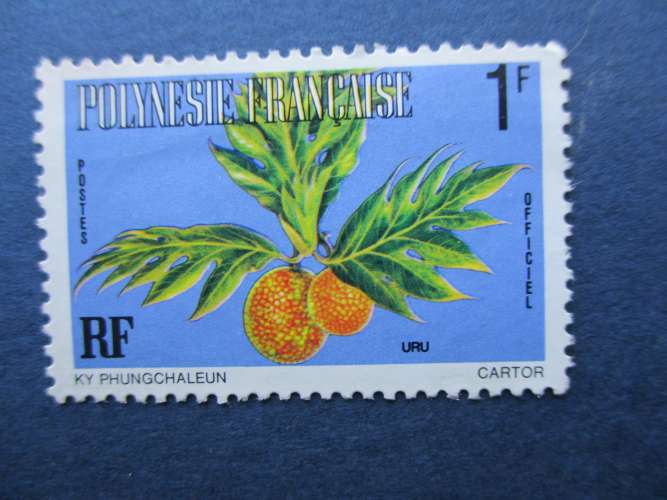 POLYNESIE FRANÇAISE
1F
POSTES
OFFICIEL
RF
URU
KY PHUNGCHALEUN
CARTOR